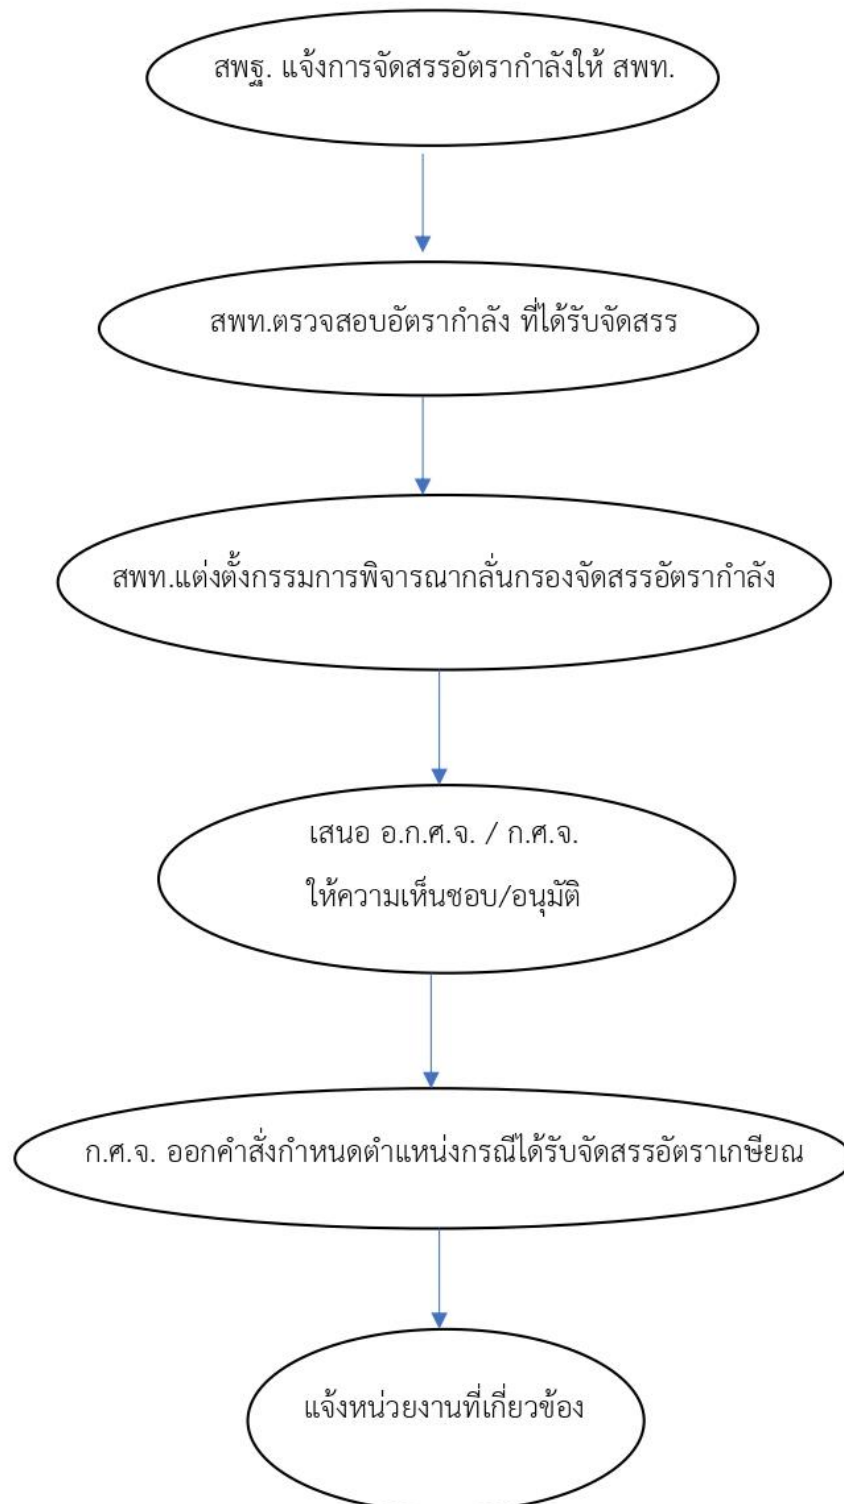 สพฐ. แจ้งการจัดสรรอัตรากำลังให้ สพท.
สพท.ตรวจสอบอัตรากำลัง ที่ได้รับจัดสรร
สพท.แต่งตั้งกรรมการพิจารณากลั่นกรองจัดสรรอัตรากำลัง
เสนอ อ.ก.ศ.จ. / ก.ศ.จ.
ให้ความเห็นชอบ/อนุมัติ
ก.ศ.จ. ออกคำสั่งกำหนดตำแหน่งกรณีได้รับจัดสรรอัตราเกษียณ
แจ้งหน่วยงานที่เกี่ยวข้อง